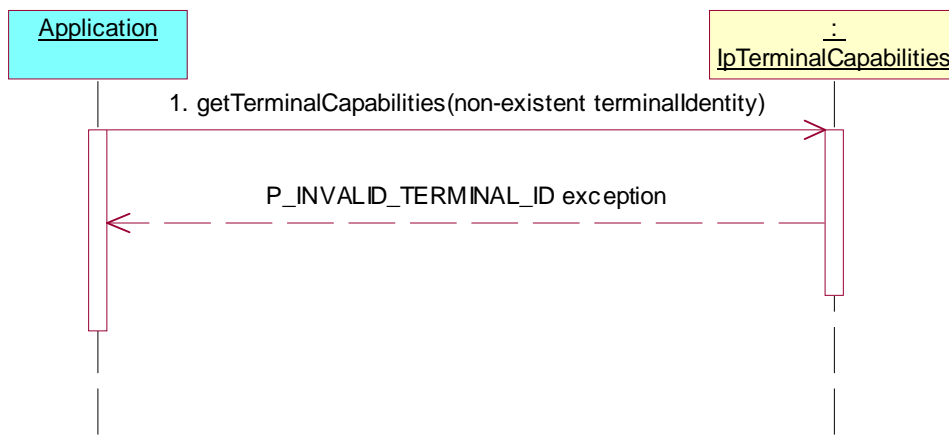 Application
:
IpTerminalCapabilities
1. getTerminalCapabilities(non-existent terminalIdentity)
P_INVALID_TERMINAL_ID exception